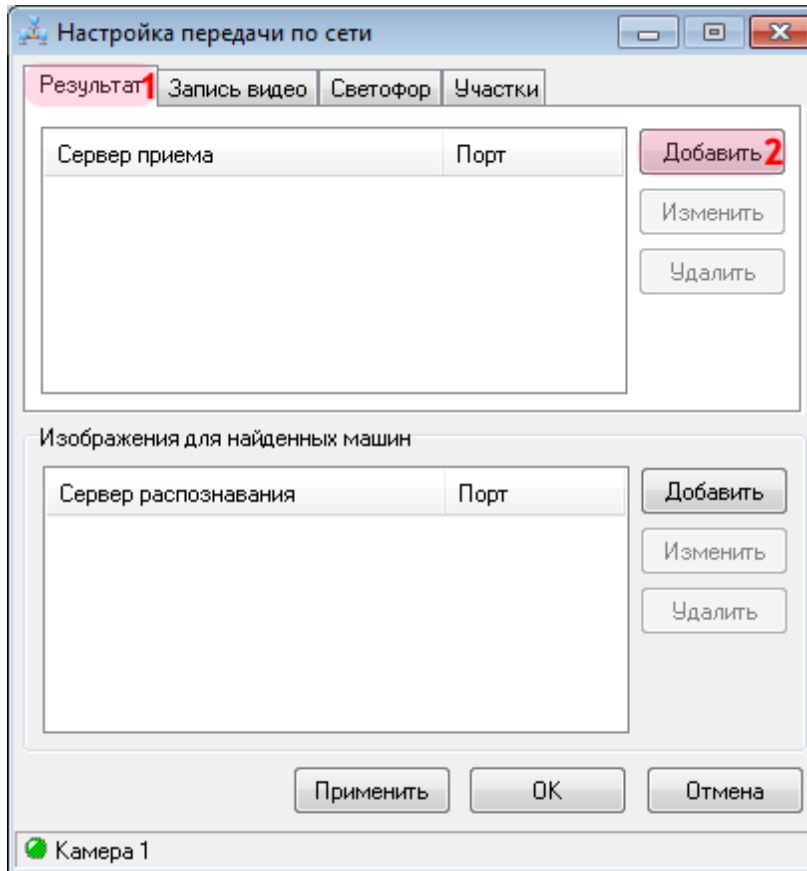 Настройка передачи по сети
Результат 1 Запись видео Светофор Участки
Сервер приема Порт
Добавить 2
Изменить
Удалить
Изображения для найденных машин
Сервер распознавания Порт
Добавить
Изменить
Удалить
Применить OK Отмена
Камера 1